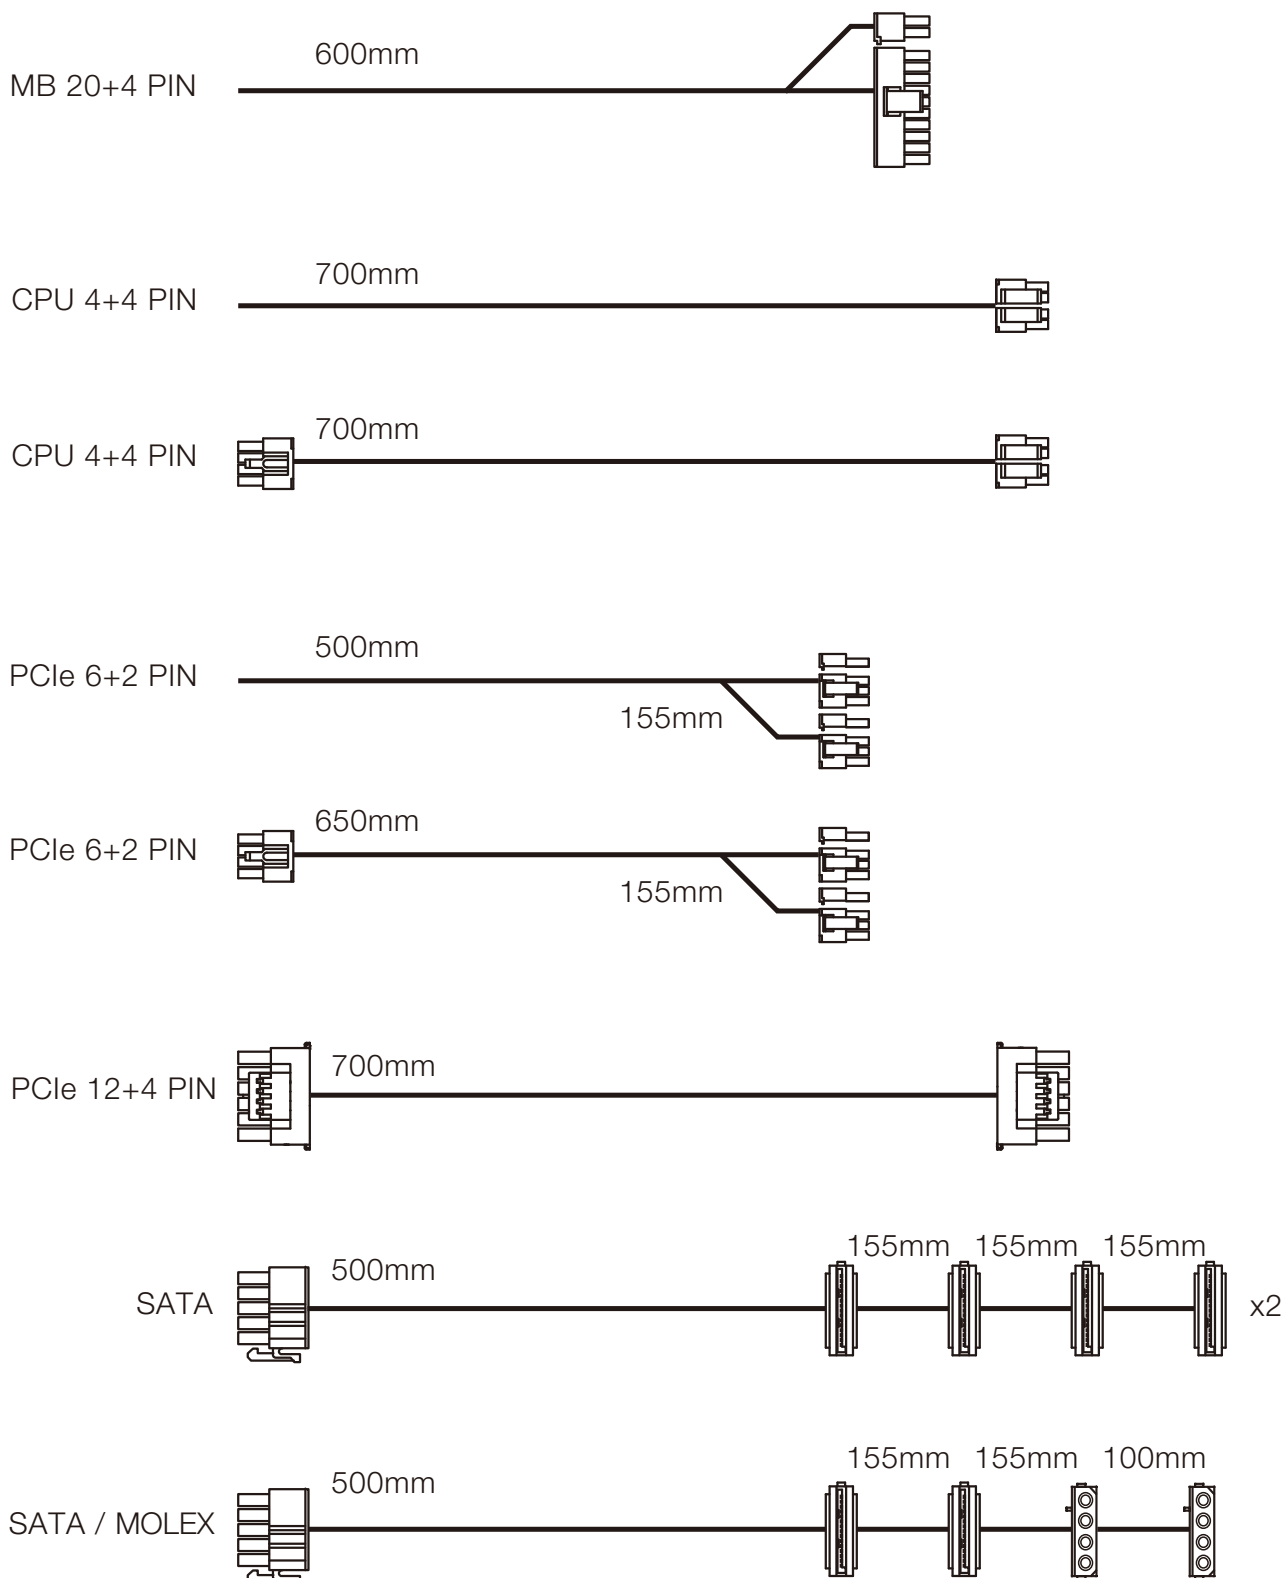 600mm
MB 20+4 PIN
700mm
CPU 4+4 PIN
700mm
CPU 4+4 PIN
500mm
PCIe 6+2 PIN
155mm
650mm
PCIe 6+2 PIN
155mm
700mm
PCIe 12+4 PIN
155mm 155mm 155mm
500mm
SATA x2
155mm 155mm 100mm
500mm
SATA / MOLEX